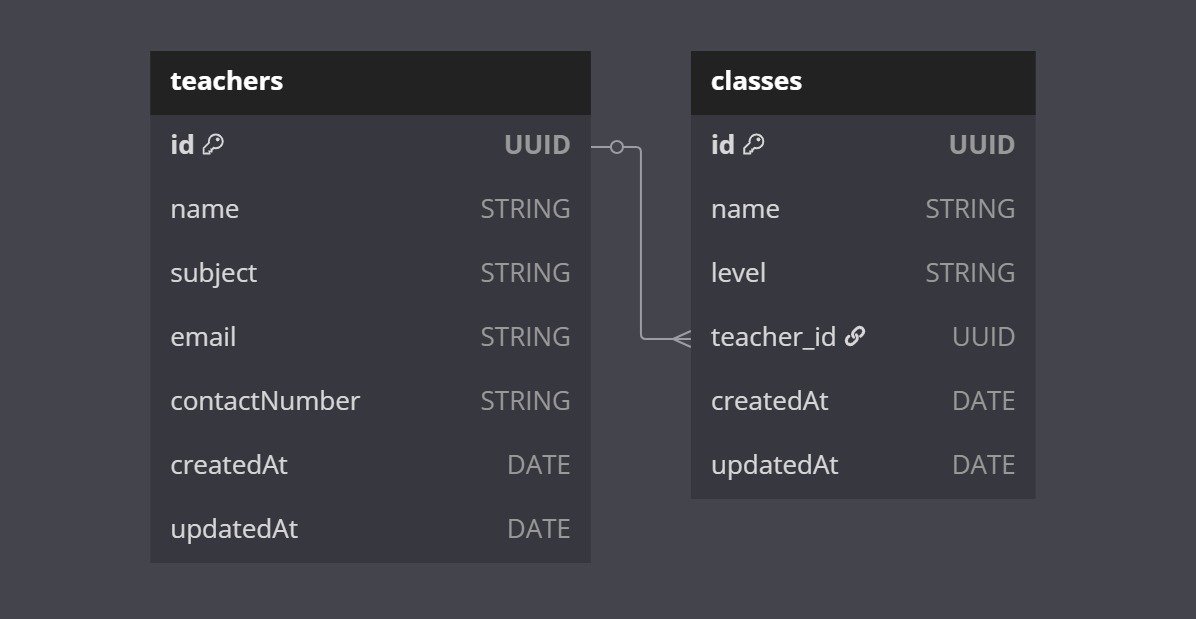 teachers
id UUID
name STRING
subject STRING
email STRING
contactNumber STRING
createdAt DATE
updatedAt DATE
classes
id UUID
name STRING
level STRING
teacher_id UUID
createdAt DATE
updatedAt DATE